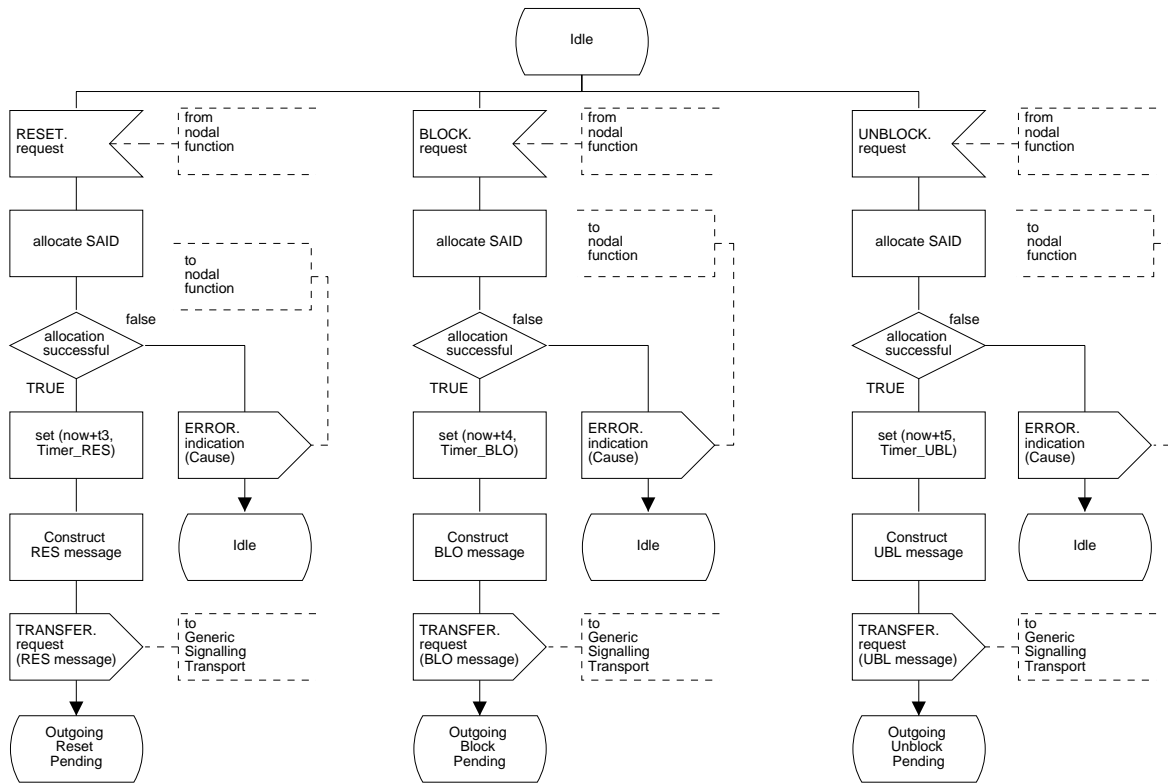 Idle
RESET.
request
from
nodal
function
allocate SAID
to
nodal
function
allocation
successful
false
TRUE
set (now+t3,
Timer_RES)
ERROR.
indication
(Cause)
Construct
RES message
Idle
TRANSFER.
request
(RES message)
to
Generic
Signalling
Transport
Outgoing
Reset
Pending
BLOCK.
request
from
nodal
function
allocate SAID
to
nodal
function
allocation
successful
false
TRUE
set (now+t4,
Timer_BLO)
ERROR.
indication
(Cause)
Construct
BLO message
Idle
TRANSFER.
request
(BLO message)
to
Generic
Signalling
Transport
Outgoing
Block
Pending
UNBLOCK.
request
from
nodal
function
allocate SAID
to
nodal
function
allocation
successful
false
TRUE
set (now+t5,
Timer_UBL)
ERROR.
indication
(Cause)
Construct
UBL message
Idle
TRANSFER.
request
(UBL message)
to
Generic
Signalling
Transport
Outgoing
Unblock
Pending